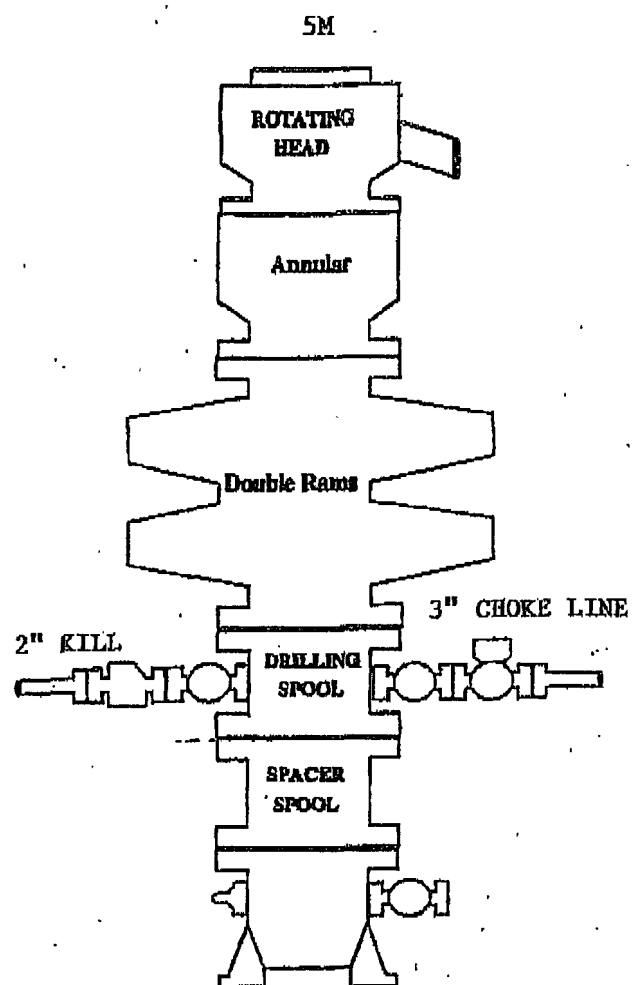 5M
ROTATING
HEAD
Annular
Double Rams
3" CHOKE LINE
2" KILL
DRILLING
SPOOL
SPACER
SPOOL